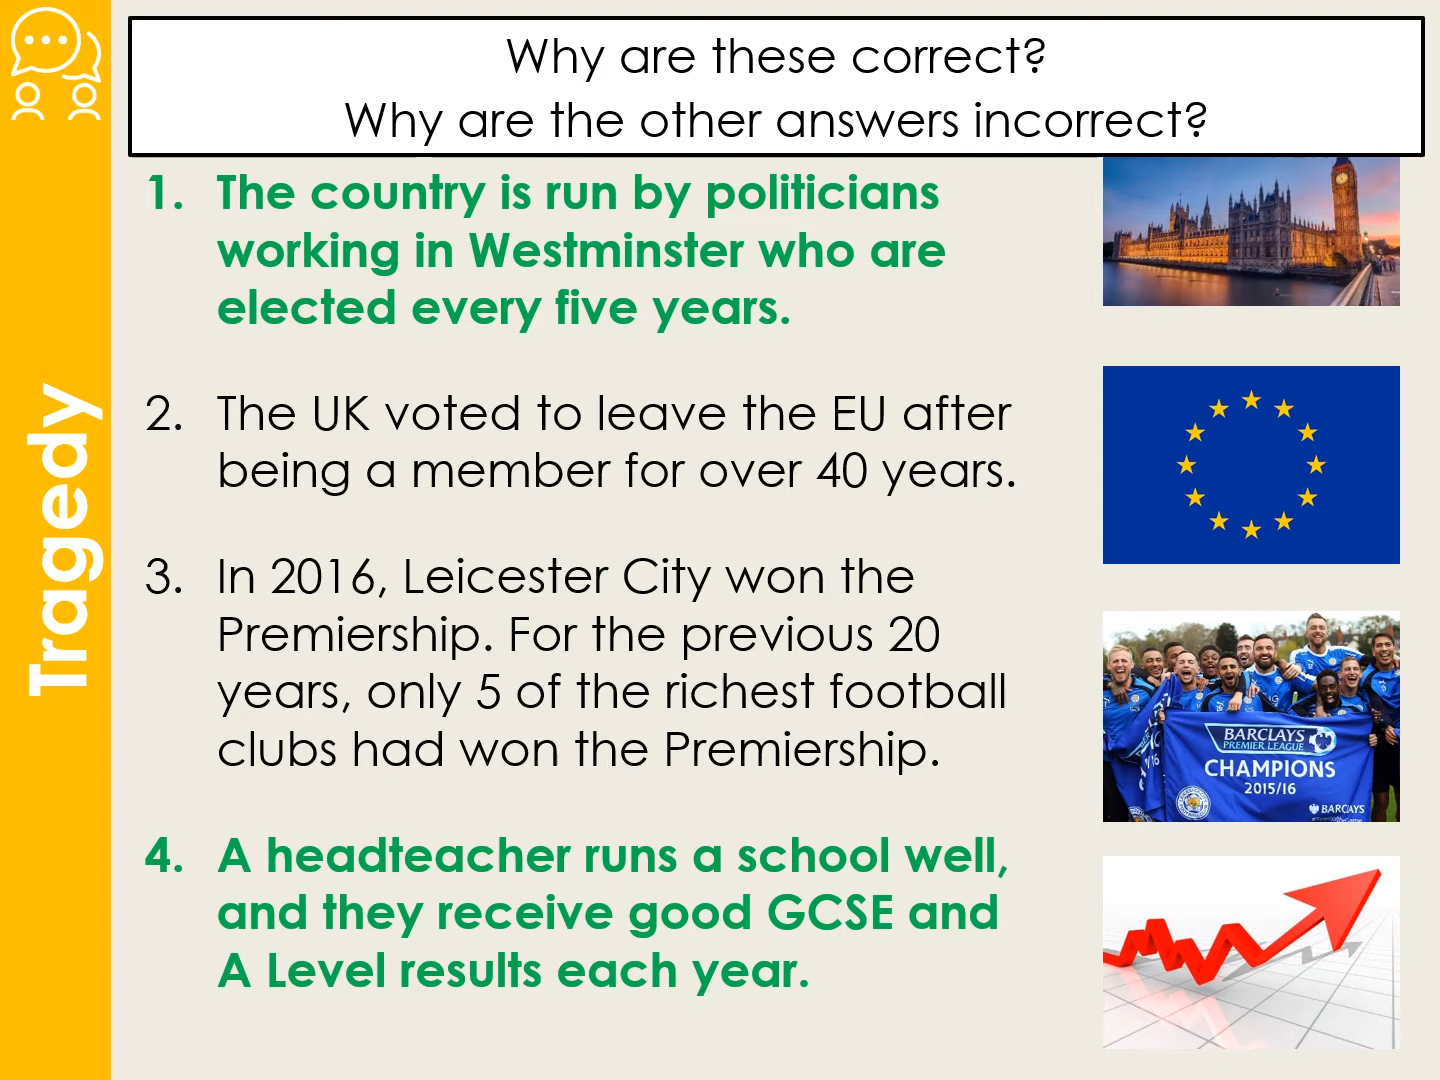 Why are these correct?
Why are the other answers incorrect?
Tragedy
1. The country is run by politicians
working in Westminster who are
elected every five years.
2. The UK voted to leave the EU after
being a member for over 40 years.
3. In 2016, Leicester City won the
Premiership. For the previous 20
years, only 5 of the richest football
clubs had won the Premiership.
BARCLAYS
PREMIER LEAGUE
CHAMPIONS
2015/16
BARCLAYS
4. A headteacher runs a school well,
and they receive good GCSE and
A Level results each year.